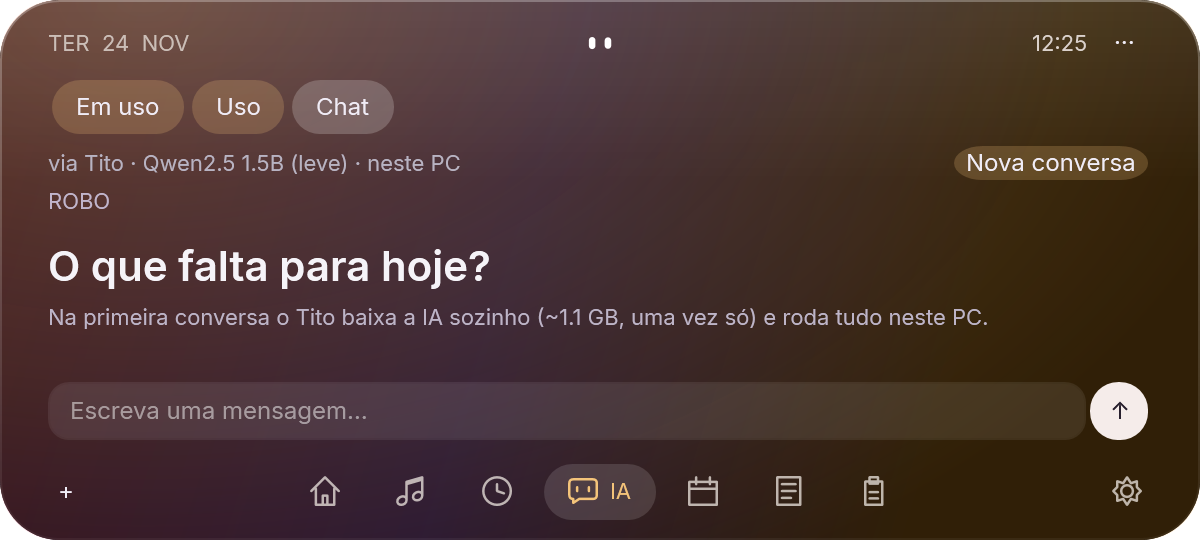 TER 24 NOV
12:25
Em uso
Uso
Chat
via Tito · Qwen2.5 1.5B (leve) · neste PC
Nova conversa
ROBO
O que falta para hoje?
Na primeira conversa o Tito baixa a IA sozinho (~1.1 GB, uma vez só) e roda tudo neste PC.
Escreva uma mensagem...
IA